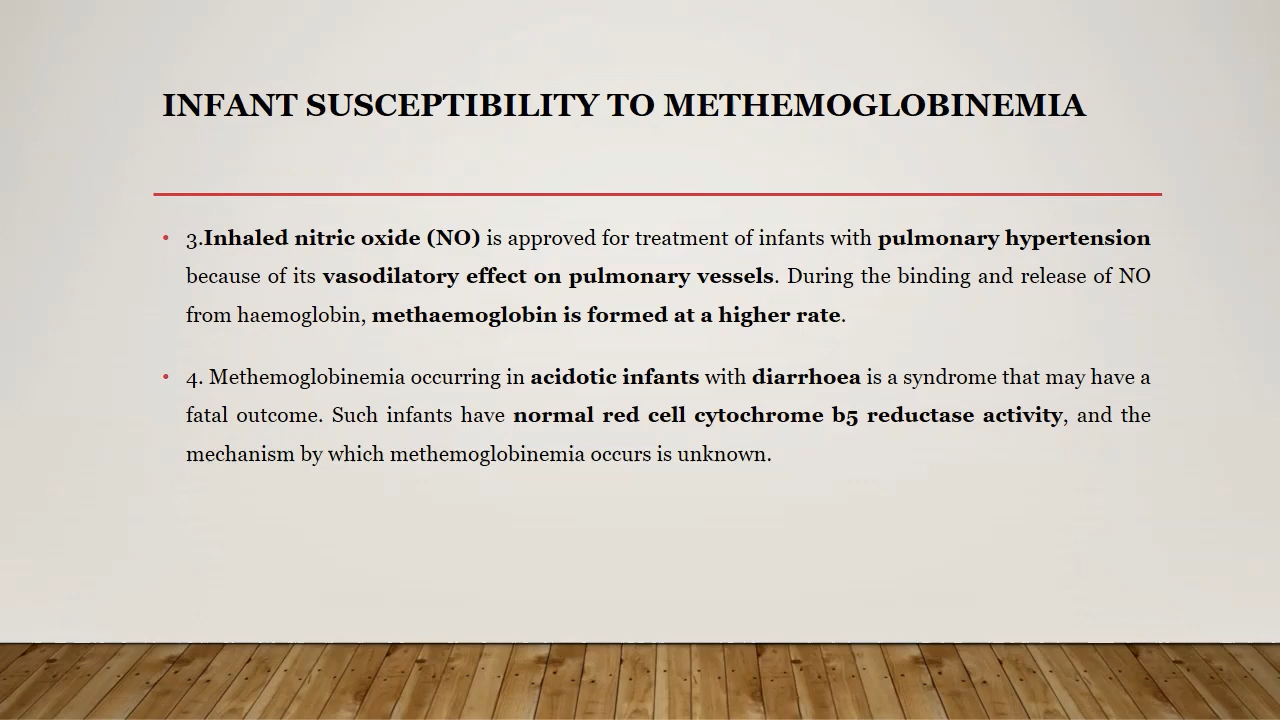 INFANT SUSCEPTIBILITY TO METHEMOGLOBINEMIA
• 3.Inhaled nitric oxide (NO) is approved for treatment of infants with pulmonary hypertension
because of its vasodilatory effect on pulmonary vessels. During the binding and release of NO
from haemoglobin, methaemoglobin is formed at a higher rate.
• 4. Methemoglobinemia occurring in acidotic infants with diarrhoea is a syndrome that may have a
fatal outcome. Such infants have normal red cell cytochrome b5 reductase activity, and the
mechanism by which methemoglobinemia occurs is unknown.